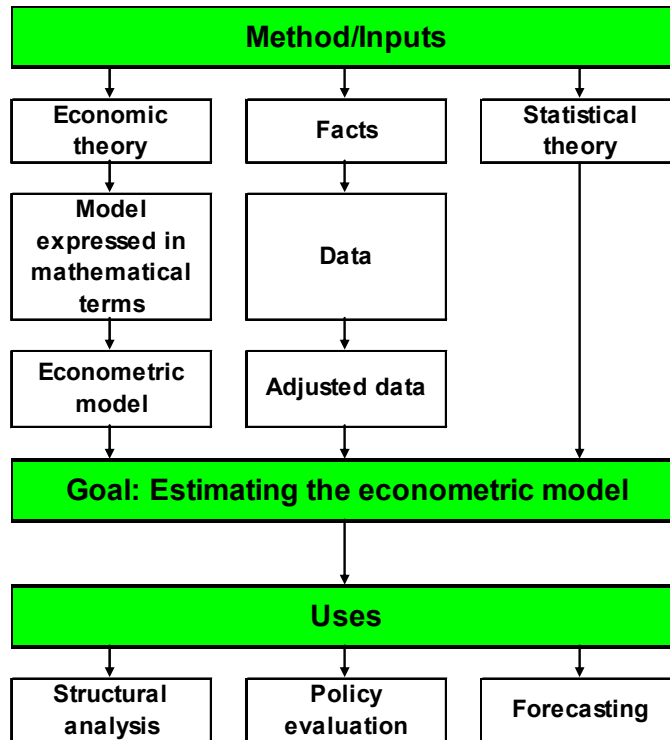 Method/Inputs
Economic
theory
Facts
Statistical
theory
Model
expressed in
mathematical
terms
Data
Econometric
model
Adjusted data
Goal: Estimating the econometric model
Uses
Structural
analysis
Policy
evaluation
Forecasting